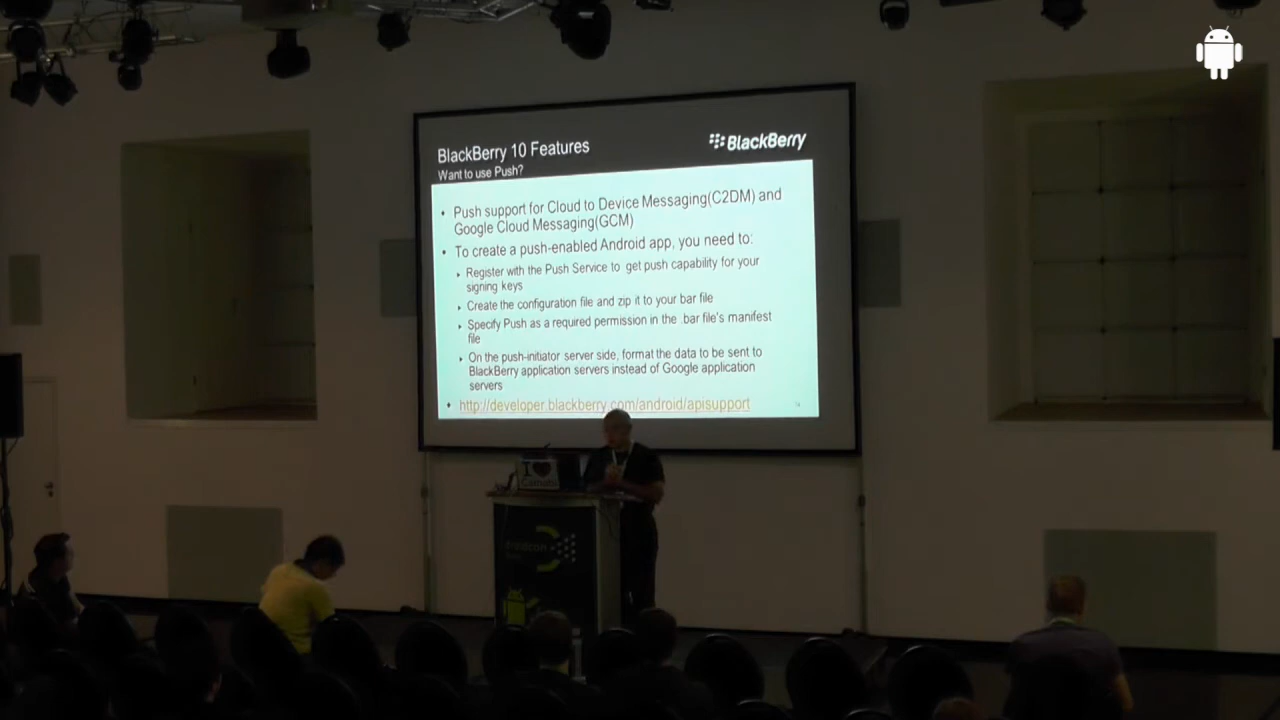 BlackBerry 10 Features
BlackBerry
Want to use Push?
• Push support for Cloud to Device Messaging(C2DM) and
Google Cloud Messaging(GCM)
• To create a push-enabled Android app, you need to:
Register with the Push Service to get push capability for your
signing keys
Create the configuration file and zip it to your bar file
Specify Push as a required permission in the .bar file's manifest
file
On the push-initiator server side, format the data to be sent to
BlackBerry application servers instead of Google application
servers
• http://developer.blackberry.com/android/apisupport
I